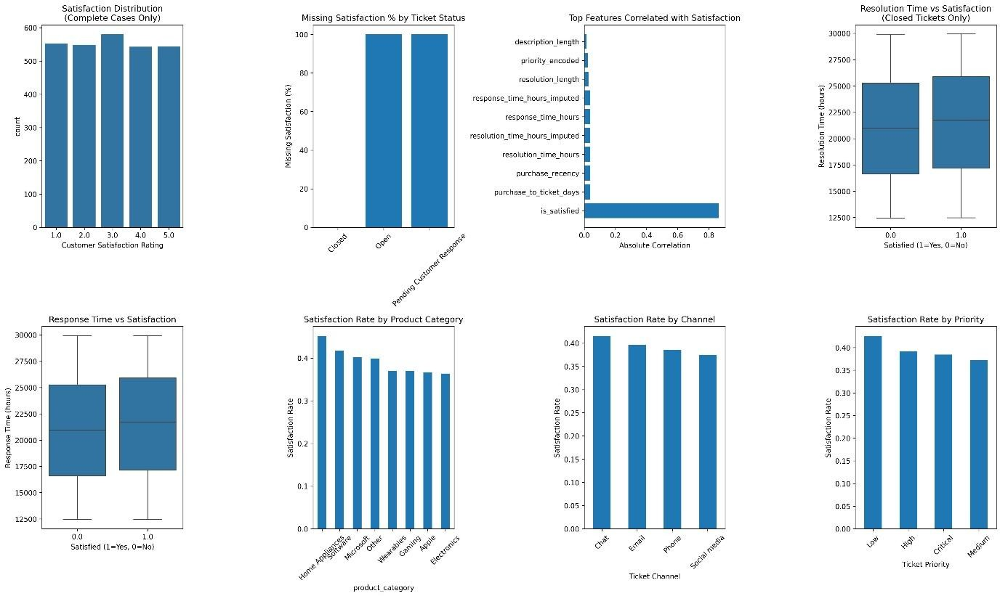 Satisfaction Distribution
(Complete Cases Only)
600
500
400
300
200
100
0
count
1.0 2.0 3.0 4.0 5.0
Customer Satisfaction Rating
Missing Satisfaction % by Ticket Status
100
80
60
40
20
0
Missing Satisfaction (%)
Closed
Open
Pending Customer Response
Top Features Correlated with Satisfaction
description_length
priority_encoded
resolution_length
response_time_hours_imputed
response_time_hours
resolution_time_hours_imputed
resolution_time_hours
purchase_recency
purchase_to_ticket_days
is_satisfied
0.0 0.2 0.4 0.6 0.8
Absolute Correlation
Resolution Time vs Satisfaction
(Closed Tickets Only)
30000
27500
25000
22500
20000
17500
15000
12500
Resolution Time (hours)
0.0 1.0
Satisfied (1=Yes, 0=No)
Response Time vs Satisfaction
30000
27500
25000
22500
20000
17500
15000
12500
Response Time (hours)
0.0 1.0
Satisfied (1=Yes, 0=No)
Satisfaction Rate by Product Category
0.4
0.3
0.2
0.1
0.0
Satisfaction Rate
Home Appliances
Software
Microsoft
Other
Wearables
Gaming
Apple
Electronics
product_category
Satisfaction Rate by Channel
0.40
0.35
0.30
0.25
0.20
0.15
0.10
0.05
0.00
Satisfaction Rate
Chat
Email
Phone
Social media
Ticket Channel
Satisfaction Rate by Priority
0.40
0.35
0.30
0.25
0.20
0.15
0.10
0.05
0.00
Satisfaction Rate
Low
High
Critical
Medium
Ticket Priority